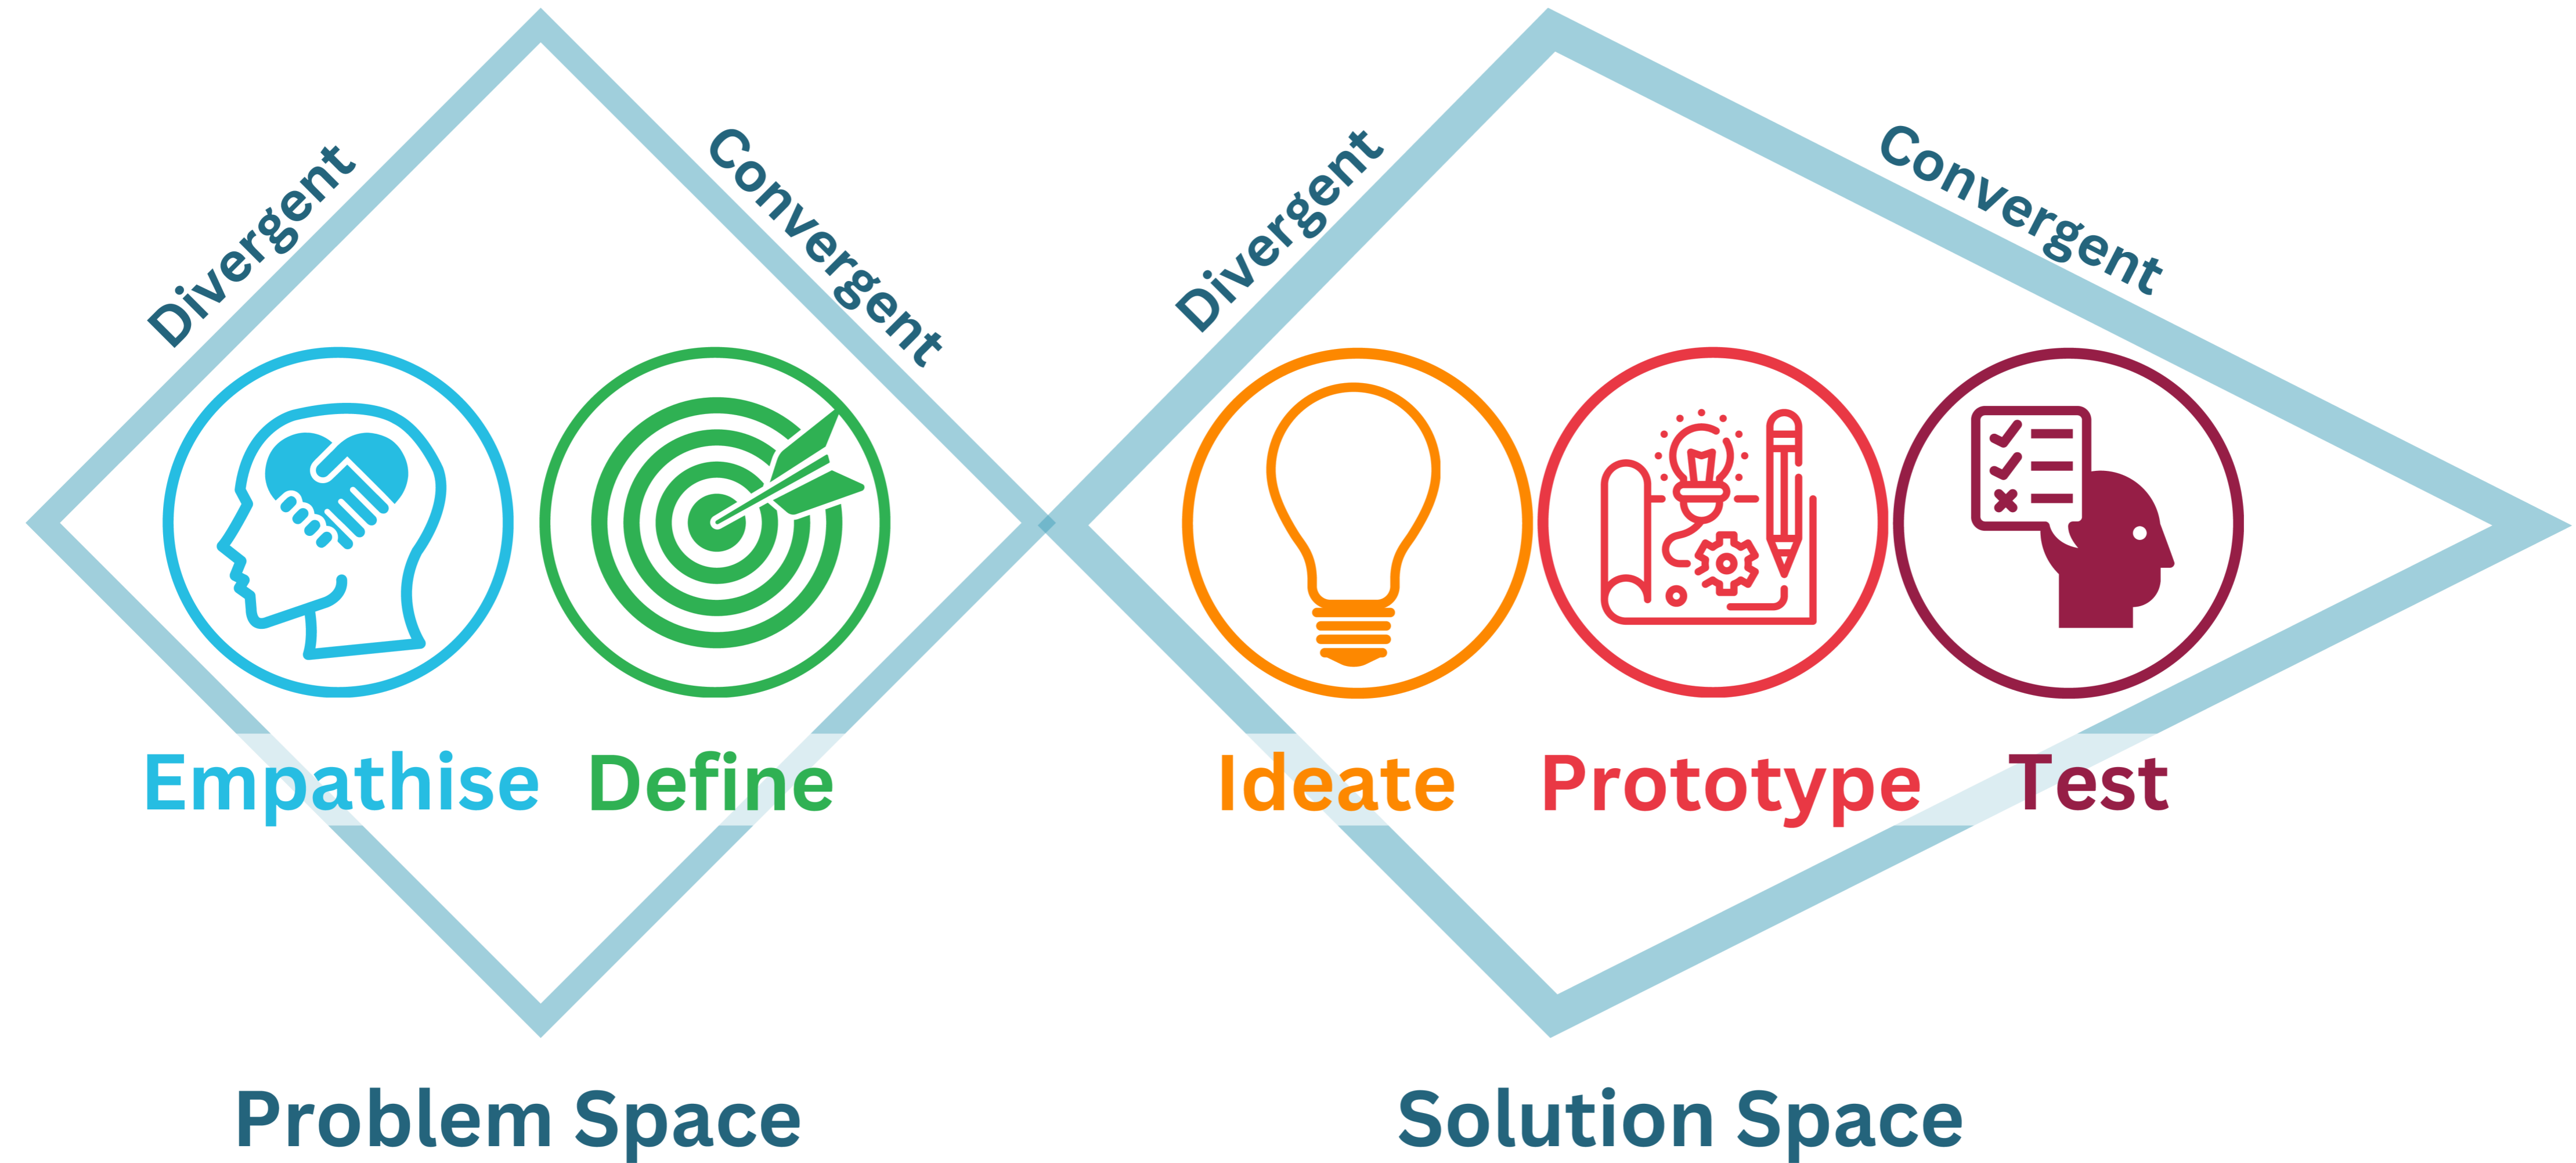 Divergent
Convergent
Divergent
Convergent
Empathise
Define
Ideate
Prototype
Test
Problem Space
Solution Space